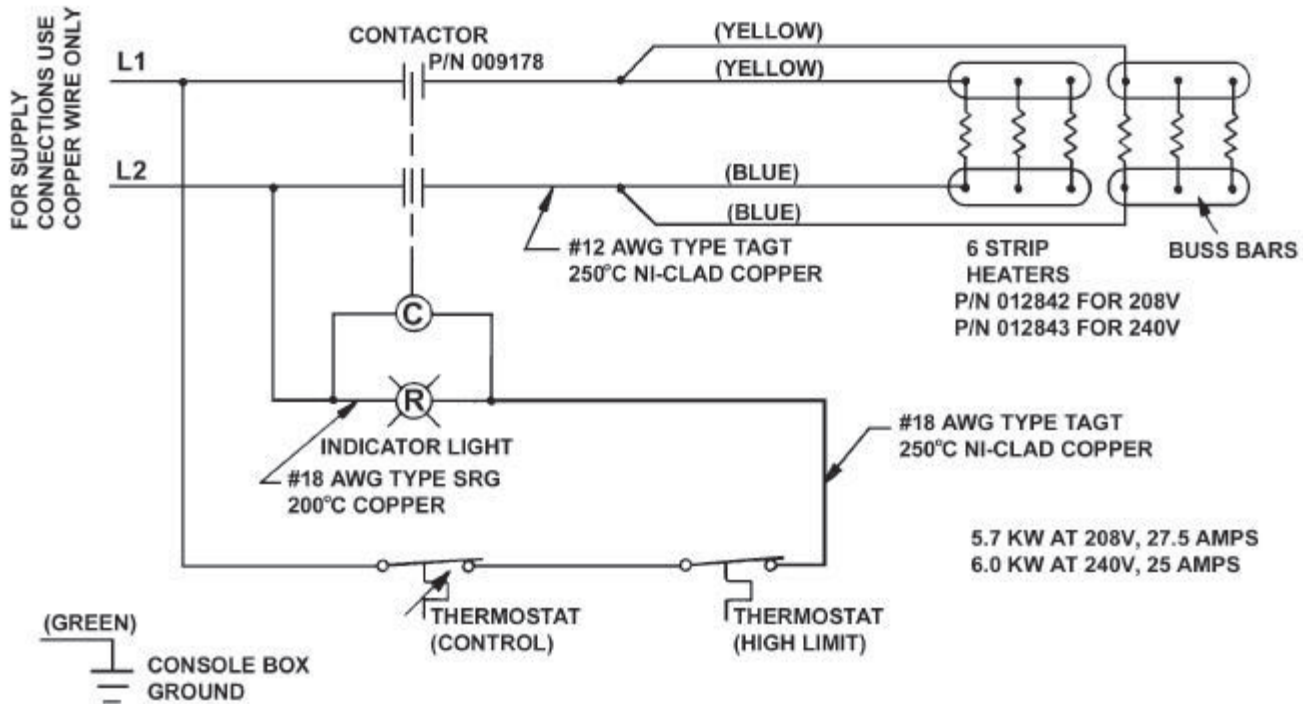 FOR SUPPLY
CONNECTIONS USE
COPPER WIRE ONLY
L1
CONTACTOR
P/N 009178
(YELLOW)
(YELLOW)
L2
(BLUE)
(BLUE)
#12 AWG TYPE TAGT
250°C NI-CLAD COPPER
6 STRIP
HEATERS
P/N 012842 FOR 208V
P/N 012843 FOR 240V
BUSS BARS
C
R
INDICATOR LIGHT
#18 AWG TYPE SRG
200°C COPPER
#18 AWG TYPE TAGT
250°C NI-CLAD COPPER
5.7 KW AT 208V, 27.5 AMPS
6.0 KW AT 240V, 25 AMPS
THERMOSTAT
(CONTROL)
THERMOSTAT
(HIGH LIMIT)
(GREEN)
CONSOLE BOX
GROUND